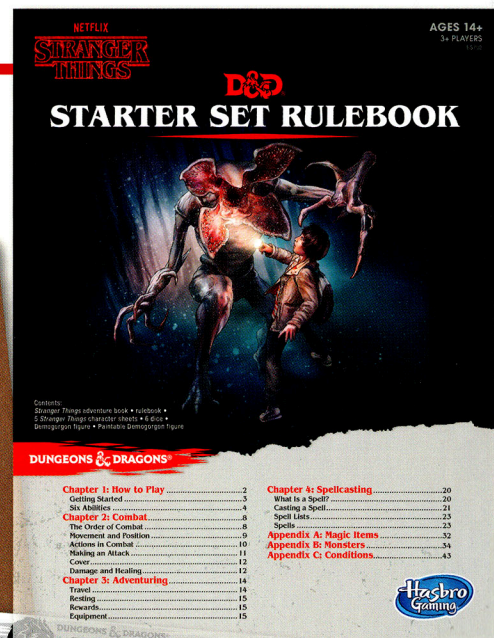 NETFLIX
STRANGER
THINGS
AGES 14+
3+ PLAYERS
D&D
STARTER SET RULEBOOK
Contents:
Stranger Things adventure book • rulebook •
5 Stranger Things character sheets • 6 dice •
Demogorgon figure • Paintable Demogorgon figure
DUNGEONS & DRAGONS®
Chapter 1: How to Play ........................ 2
Getting Started ........................ 3
Six Abilities ........................ 4
Chapter 2: Combat ........................ 8
The Order of Combat ........................ 8
Movement and Position ........................ 9
Actions in Combat ........................ 10
Making an Attack ........................ 11
Cover ........................ 12
Damage and Healing ........................ 12
Chapter 3: Adventuring ........................ 14
Travel ........................ 14
Resting ........................ 15
Rewards ........................ 15
Equipment ........................ 15
Chapter 4: Spellcasting ........................ 20
What Is a Spell? ........................ 20
Casting a Spell ........................ 21
Spell Lists ........................ 23
Spells ........................ 23
Appendix A: Magic Items ........................ 32
Appendix B: Monsters ........................ 34
Appendix C: Conditions ........................ 43
Hasbro
Gaming
DUNGEONS & DRAGONS